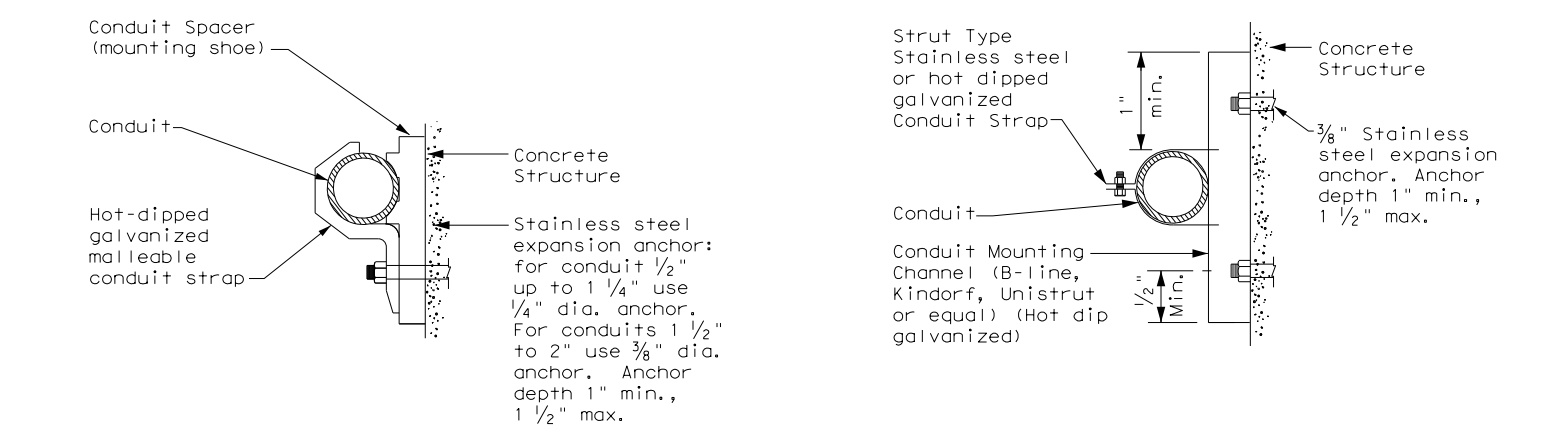 Conduit Spacer
(mounting shoe)
Conduit
Hot-dipped
galvanized
malleable
conduit strap
Concrete
Structure
Stainless steel
expansion anchor:
for conduit 1/2"
up to 1 1/4" use
1/4" dia. anchor.
For conduits 1 1/2"
to 2" use 3/8" dia.
anchor. Anchor
depth 1" min.,
1 1/2" max.
Strut Type
Stainless steel
or hot dipped
galvanized
Conduit Strap
Conduit
Conduit Mounting
Channel (B-line,
Kindorf, Unistrut
or equal) (Hot dip
galvanized)
1"
min.
1/2"
Min.
Concrete
Structure
3/8" Stainless
steel expansion
anchor. Anchor
depth 1" min.,
1 1/2" max.